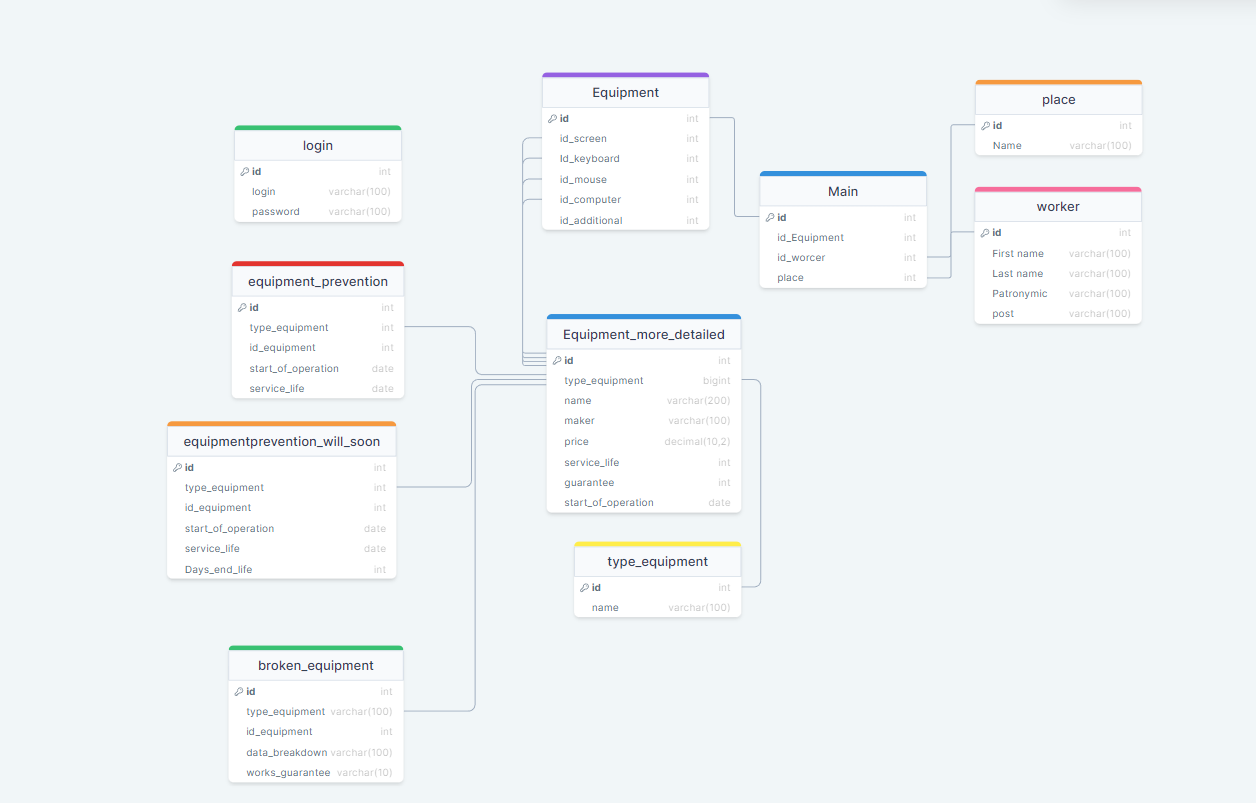 login
id int
login varchar(100)
password varchar(100)
equipment_prevention
id int
type_equipment int
id_equipment int
start_of_operation date
service_life date
equipmentprevention_will_soon
id int
type_equipment int
id_equipment int
start_of_operation date
service_life date
Days_end_life int
broken_equipment
id int
type_equipment varchar(100)
id_equipment int
data_breakdown varchar(100)
works_guarantee varchar(10)
Equipment
id int
id_screen int
Id_keyboard int
id_mouse int
id_computer int
id_additional int
Equipment_more_detailed
id int
type_equipment bigint
name varchar(200)
maker varchar(100)
price decimal(10,2)
service_life int
guarantee int
start_of_operation date
type_equipment
id int
name varchar(100)
Main
id int
id_Equipment int
id_worcer int
place int
place
id int
Name varchar(100)
worker
id int
First name varchar(100)
Last name varchar(100)
Patronymic varchar(100)
post varchar(100)